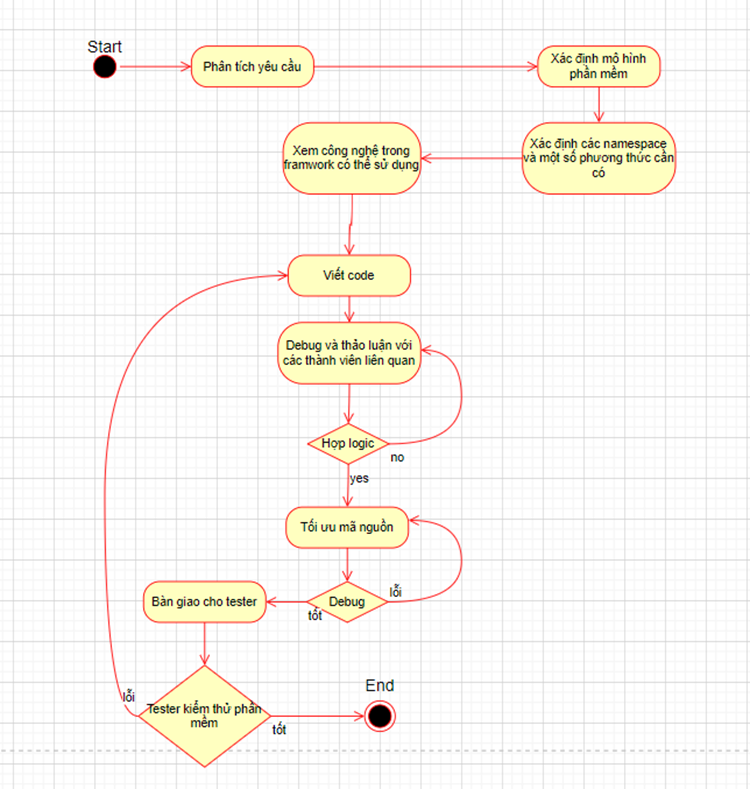 Start
Phân tích yêu cầu
Xác định mô hình
phần mềm
Xác định các namespace
và một số phương thức cần
có
Xem công nghệ trong
framwork có thể sử dụng
Viết code
Debug và thảo luận với
các thành viên liên quan
Hợp logic
no
yes
Tối ưu mã nguồn
Debug
lỗi
tốt
Bàn giao cho tester
Tester kiểm thử phần
mềm
lỗi
tốt
End